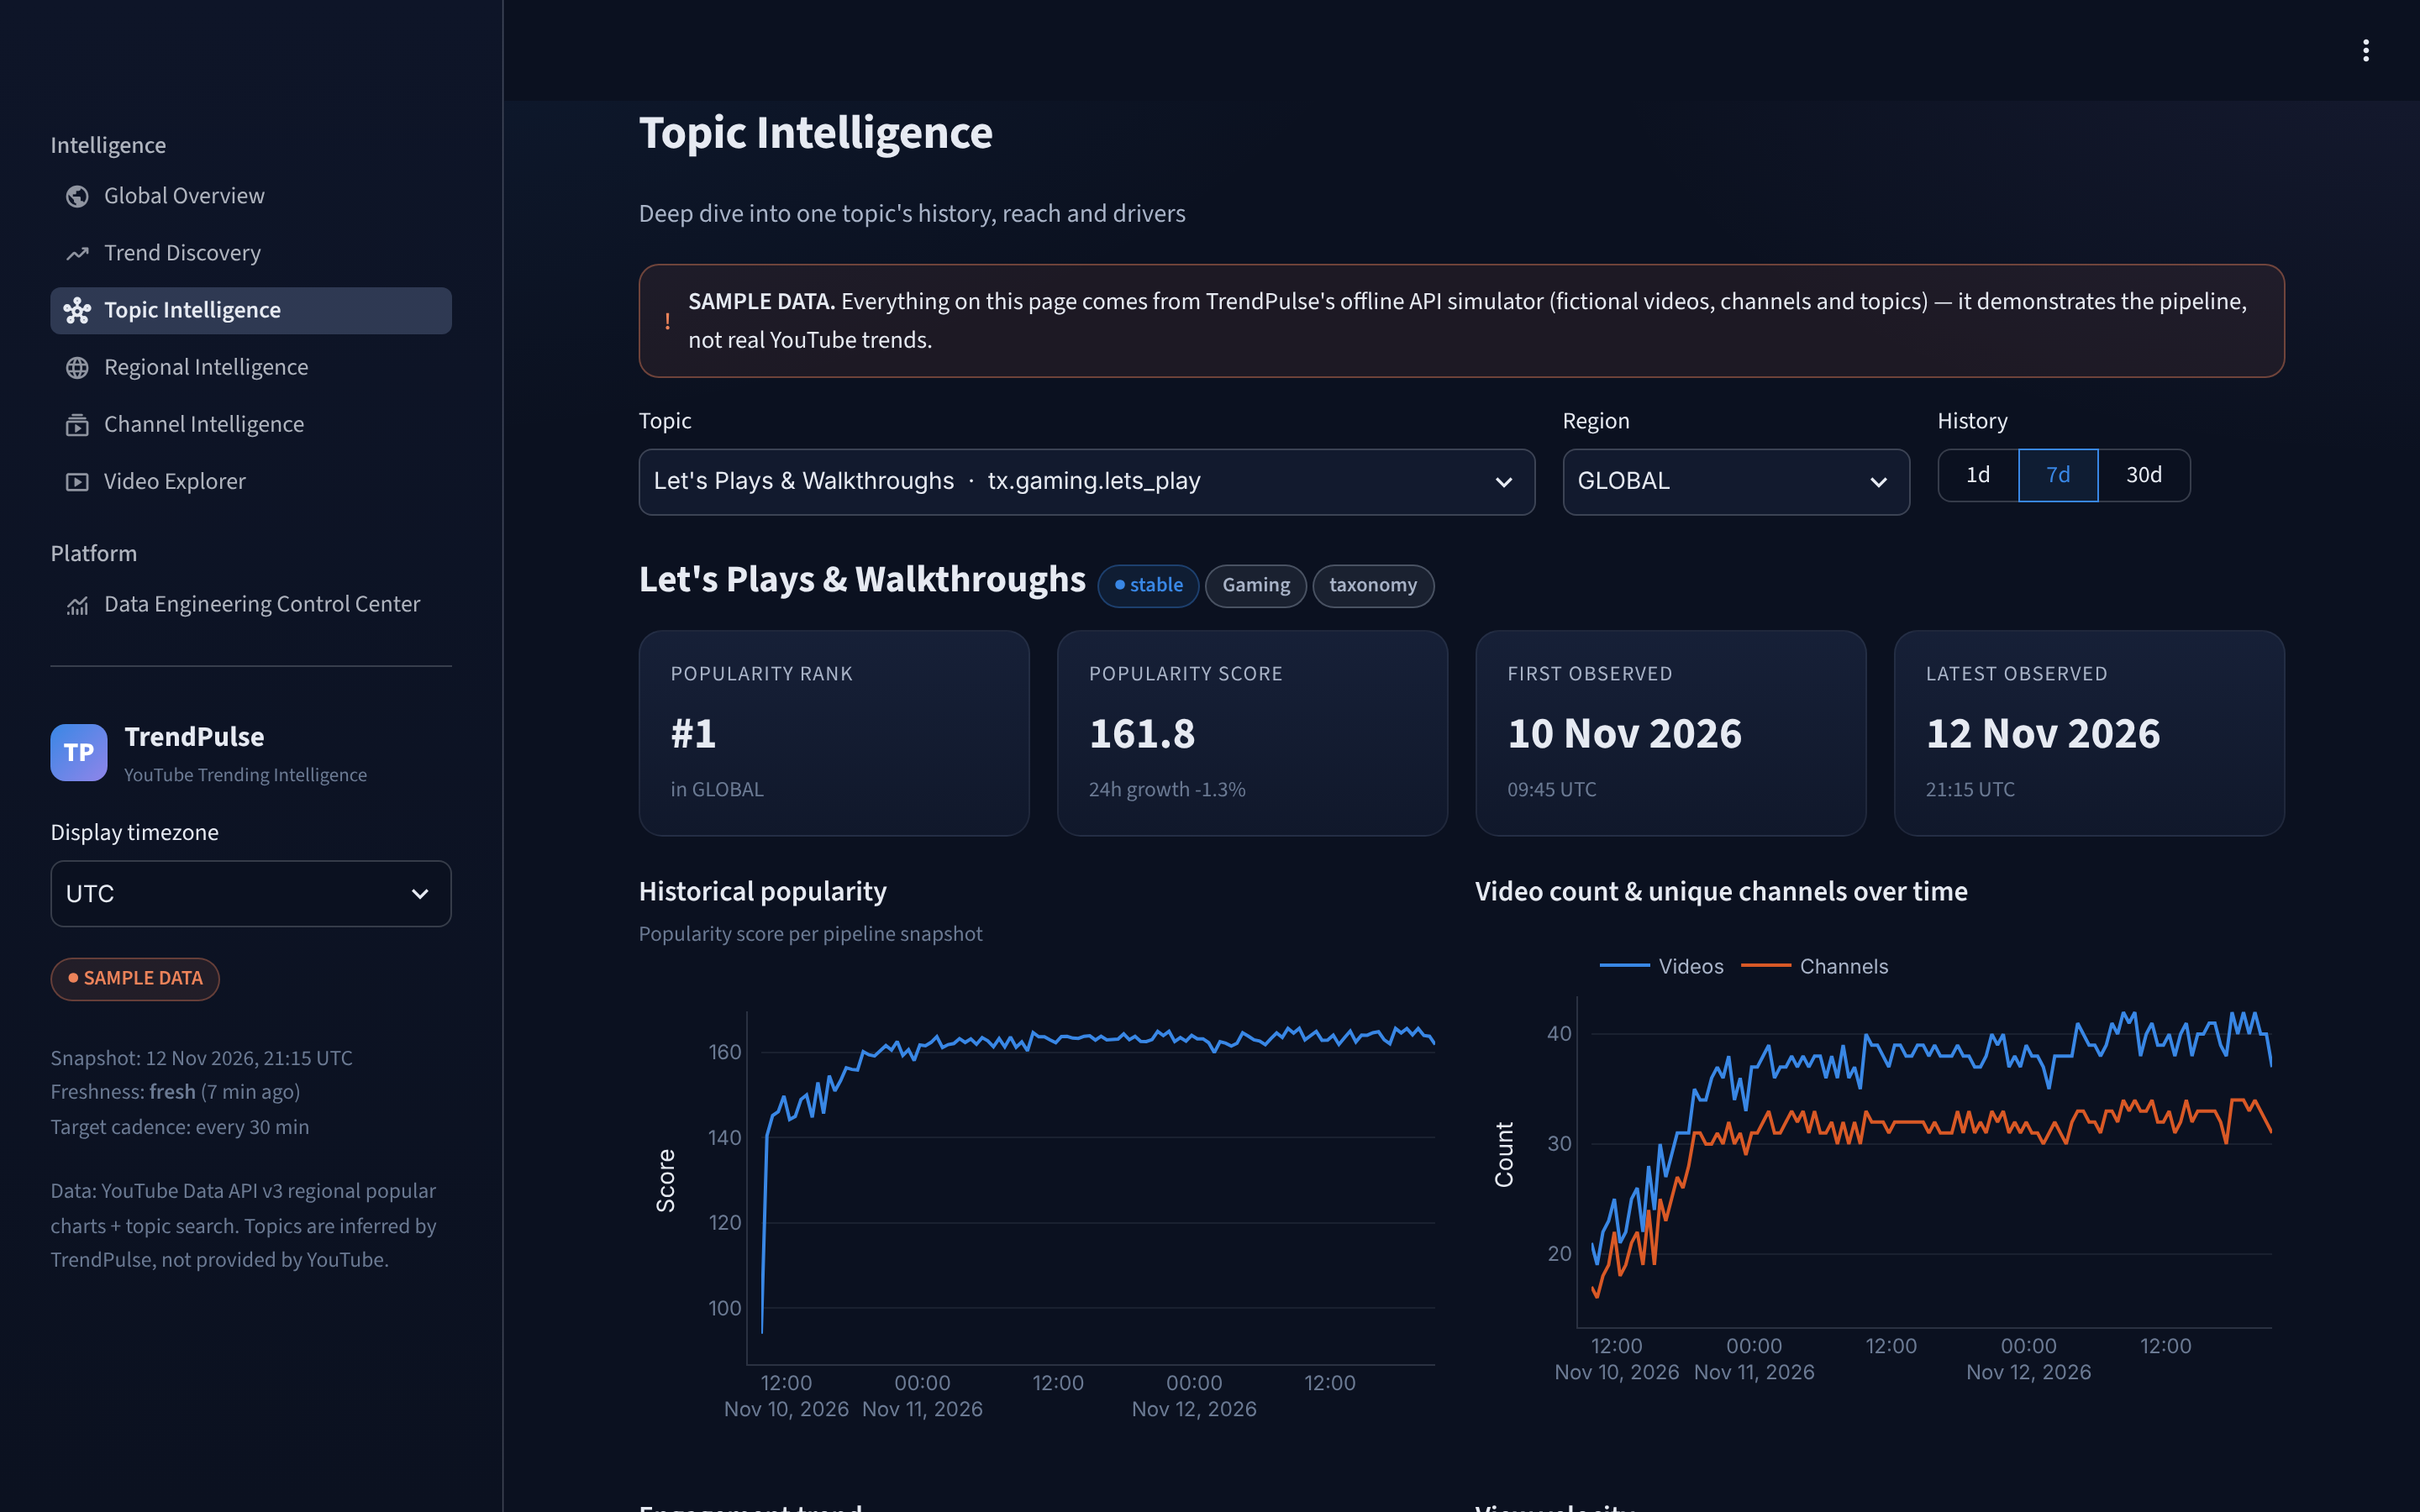 Intelligence
Global Overview
Trend Discovery
Topic Intelligence
Regional Intelligence
Channel Intelligence
Video Explorer
Platform
Data Engineering Control Center
TP
TrendPulse
YouTube Trending Intelligence
Display timezone
UTC
SAMPLE DATA
Snapshot: 12 Nov 2026, 21:15 UTC
Freshness: fresh (7 min ago)
Target cadence: every 30 min
Data: YouTube Data API v3 regional popular
charts + topic search. Topics are inferred by
TrendPulse, not provided by YouTube.
Topic Intelligence
Deep dive into one topic's history, reach and drivers
! SAMPLE DATA. Everything on this page comes from TrendPulse's offline API simulator (fictional videos, channels and topics) — it demonstrates the pipeline,
not real YouTube trends.
Topic
Let's Plays & Walkthroughs · tx.gaming.lets_play
Region
GLOBAL
History
1d 7d 30d
Let's Plays & Walkthroughs stable Gaming taxonomy
POPULARITY RANK
#1
in GLOBAL
POPULARITY SCORE
161.8
24h growth -1.3%
FIRST OBSERVED
10 Nov 2026
09:45 UTC
LATEST OBSERVED
12 Nov 2026
21:15 UTC
Historical popularity
Popularity score per pipeline snapshot
Score
160
140
120
100
12:00 00:00 12:00 00:00 12:00
Nov 10, 2026 Nov 11, 2026 Nov 12, 2026
Video count & unique channels over time
Videos Channels
Count
40
30
20
12:00 00:00 12:00 00:00 12:00
Nov 10, 2026 Nov 11, 2026 Nov 12, 2026
Engagement trend
View velocity